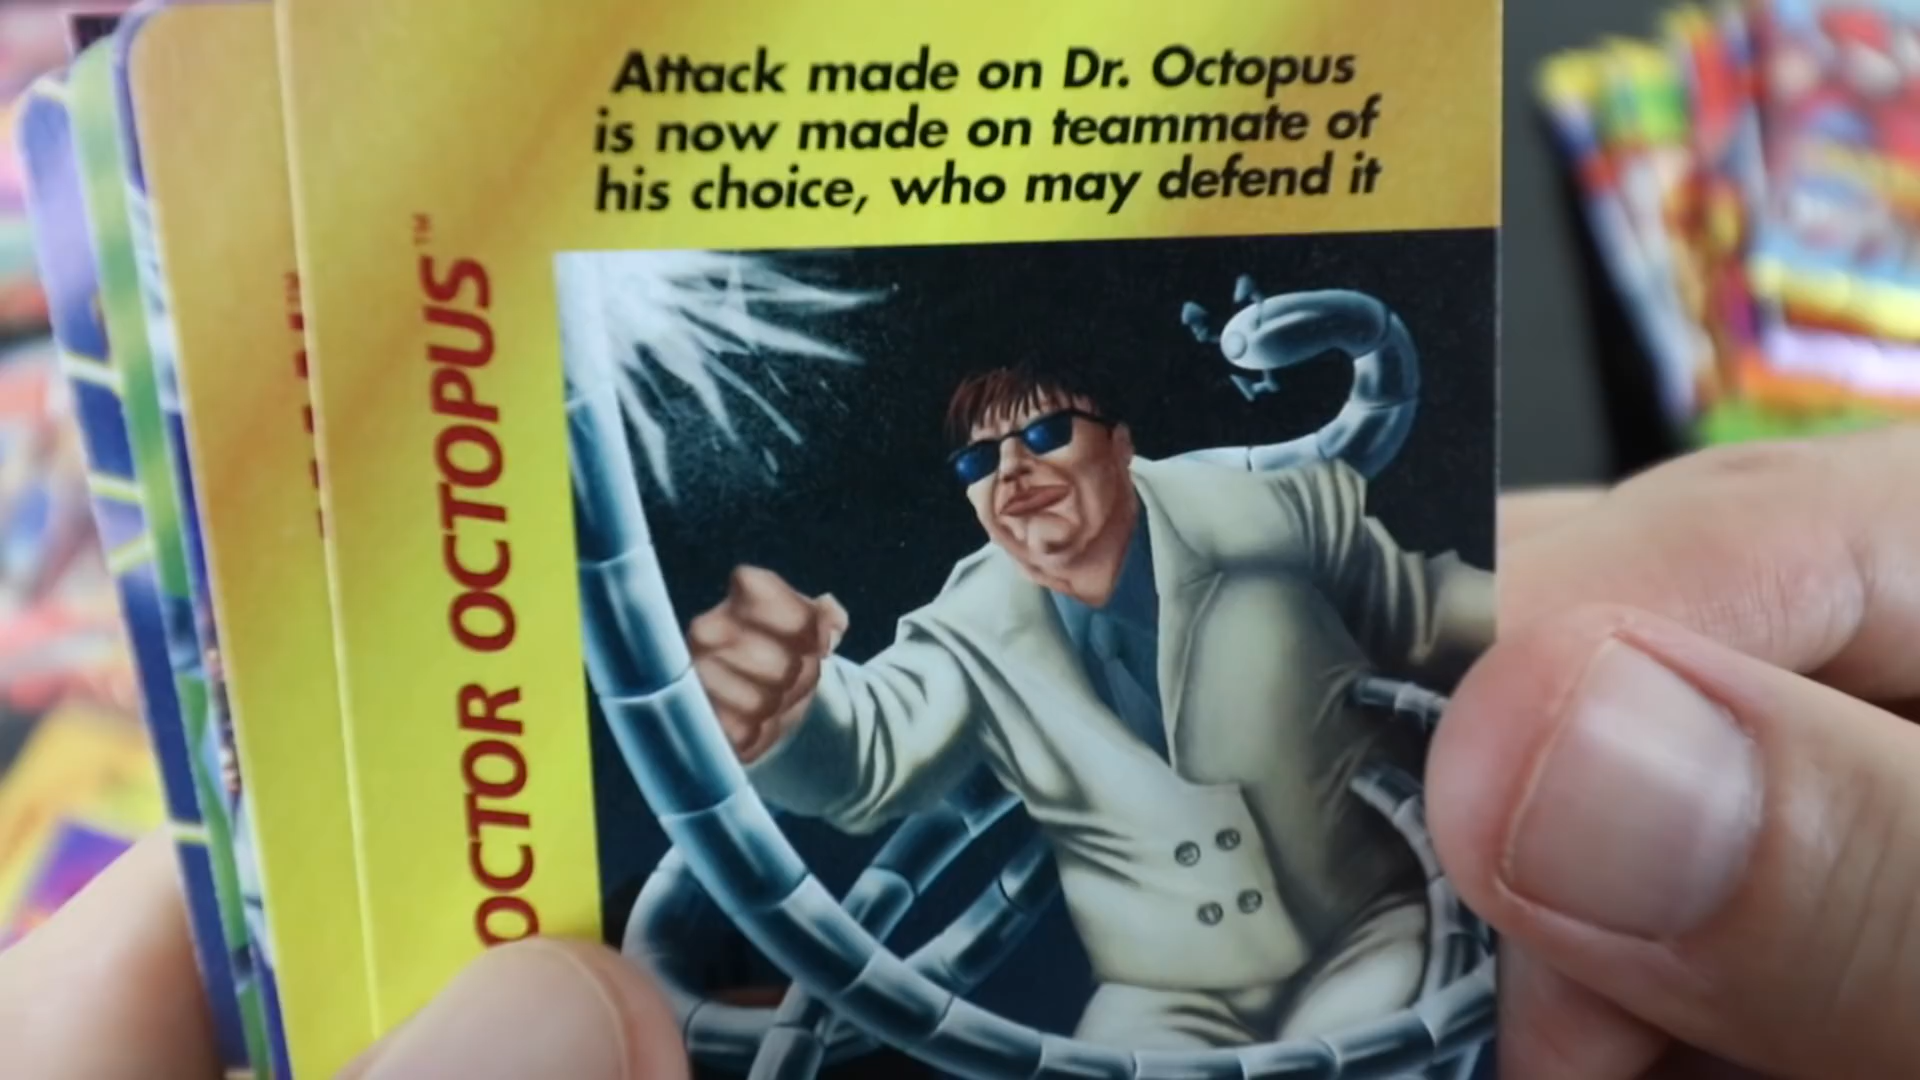 Attack made on Dr. Octopus
is now made on teammate of
his choice, who may defend it
OCTOR OCTOPUS™